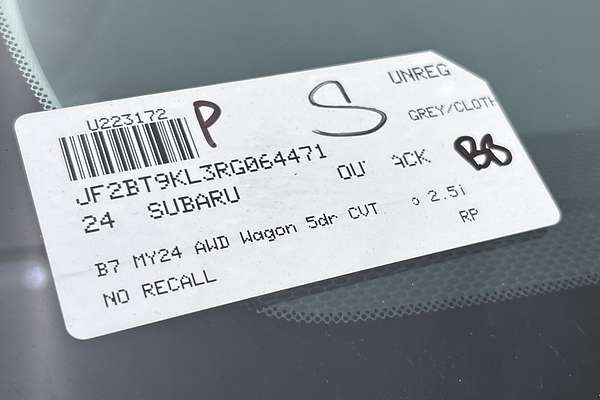 U223172 P S UNREG
GREY/CLOTH
JF2BT9KL3RG064471
24 SUBARU OU ACK B8
B7 MY24 AWD Wagon 5dr CVT 2.5i
NO RECALL RP